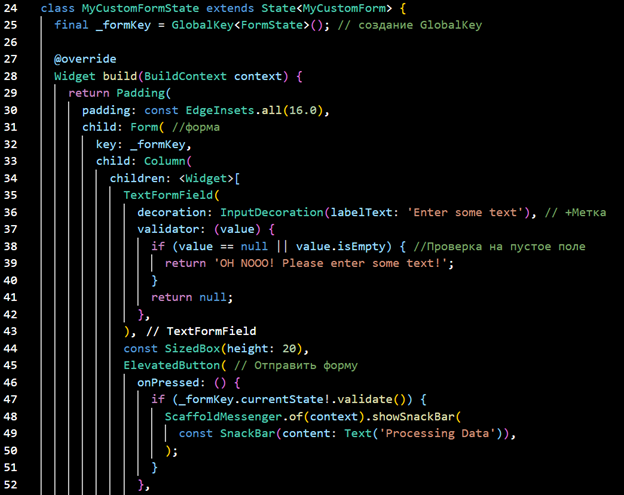 24 class MyCustomFormState extends State<MyCustomForm> {
25   final _formKey = GlobalKey<FormState>(); // создание GlobalKey
26
27   @override
28   Widget build(BuildContext context) {
29     return Padding(
30       padding: const EdgeInsets.all(16.0),
31       child: Form( //форма
32         key: _formKey,
33         child: Column(
34           children: <Widget>[
35             TextFormField(
36               decoration: InputDecoration(labelText: 'Enter some text'), // +Метка
37               validator: (value) {
38                 if (value == null || value.isEmpty) { //Проверка на пустое поле
39                   return 'OH NOOO! Please enter some text!';
40                 }
41                 return null;
42               },
43             ), // TextFormField
44             const SizedBox(height: 20),
45             ElevatedButton( // Отправить форму
46               onPressed: () {
47                 if (_formKey.currentState!.validate()) {
48                   ScaffoldMessenger.of(context).showSnackBar(
49                     const SnackBar(content: Text('Processing Data')),
50                   );
51                 }
52               },